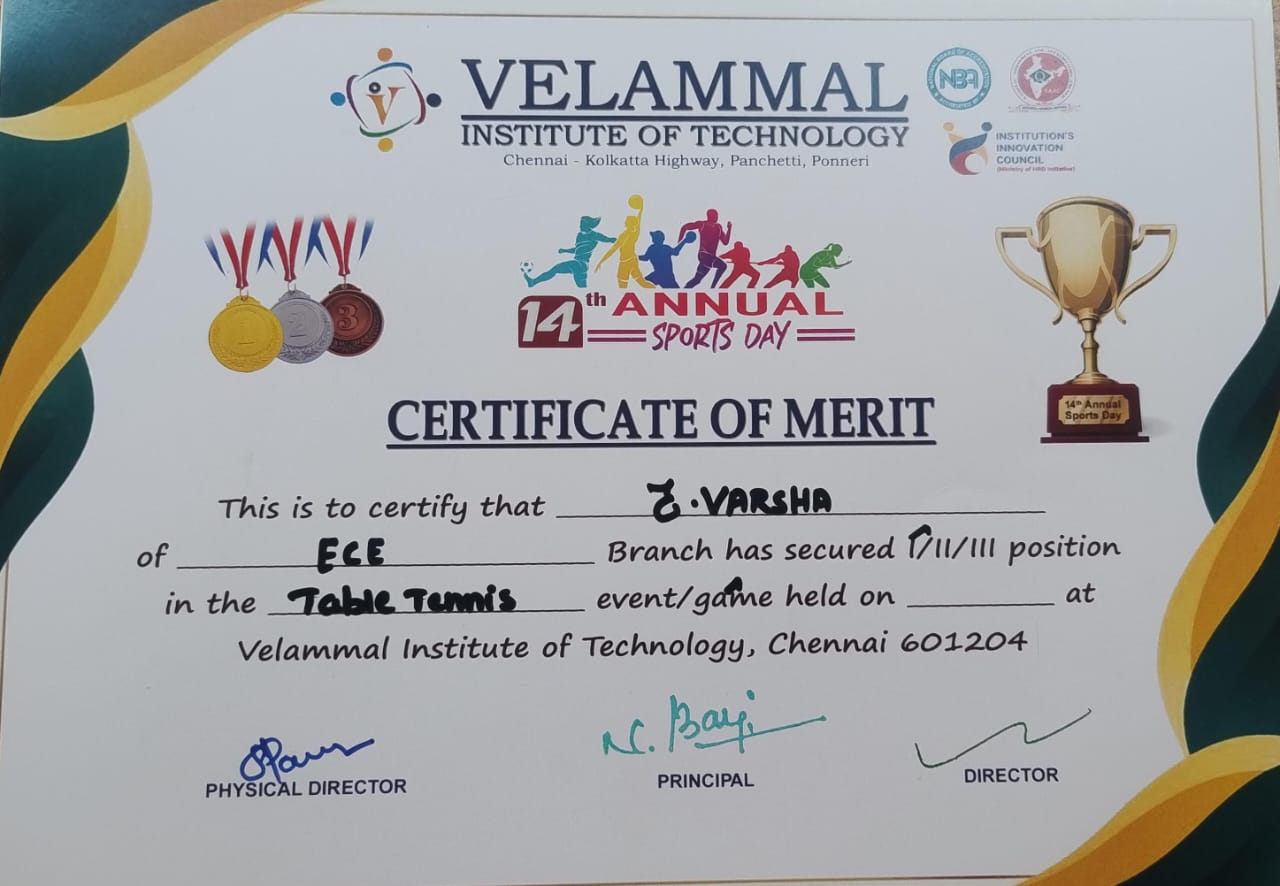 VELAMMAL
INSTITUTE OF TECHNOLOGY
Chennai - Kolkatta Highway, Panchetti, Ponneri
NBA
INSTITUTION'S
INNOVATION
COUNCIL
(Ministry of HRD Initiative)
1 2 3
14th ANNUAL
SPORTS DAY
14th Annual
Sports Day
CERTIFICATE OF MERIT
This is to certify that VARSHA
of ECE Branch has secured I/II/III position
in the Table Tennis event/game held on ____ at
Velammal Institute of Technology, Chennai 601204
N.
PHYSICAL DIRECTOR PRINCIPAL DIRECTOR